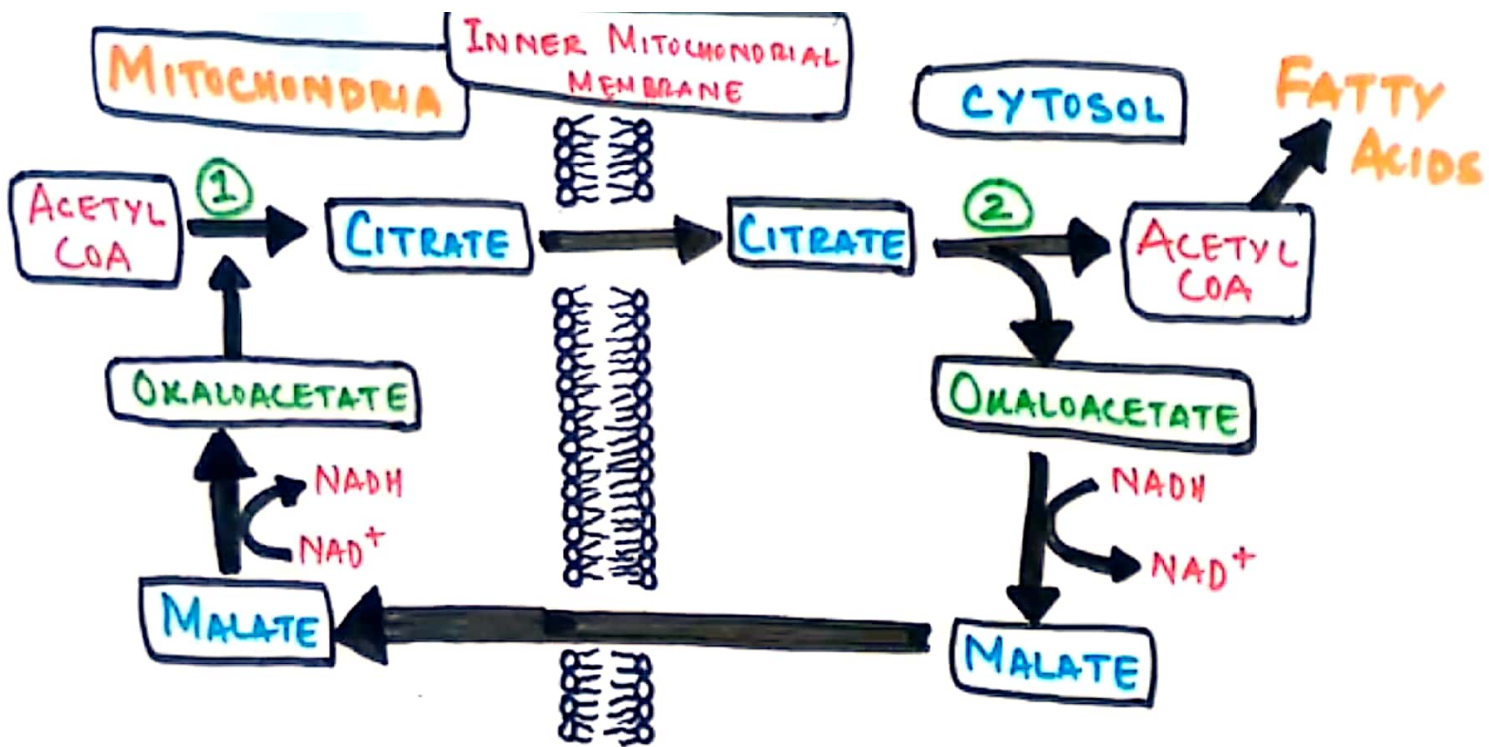 MITOCHONDRIA
INNER MITOCHONDRIAL
MEMBRANE
CYTOSOL
FATTY
ACIDS
ACETYL
COA
1
CITRATE
CITRATE
2
ACETYL
COA
OXALOACETATE
OXALOACETATE
NADH
NAD+
NADH
NAD+
MALATE
MALATE